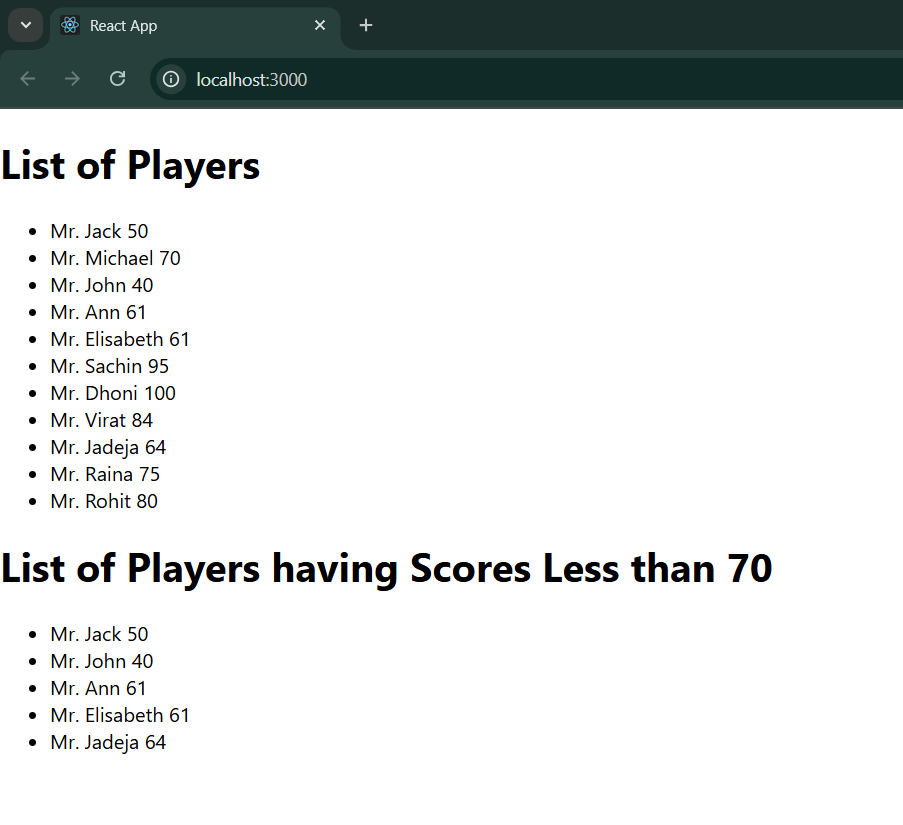 React App
localhost:3000
List of Players
Mr. Jack 50
Mr. Michael 70
Mr. John 40
Mr. Ann 61
Mr. Elisabeth 61
Mr. Sachin 95
Mr. Dhoni 100
Mr. Virat 84
Mr. Jadeja 64
Mr. Raina 75
Mr. Rohit 80
List of Players having Scores Less than 70
Mr. Jack 50
Mr. John 40
Mr. Ann 61
Mr. Elisabeth 61
Mr. Jadeja 64